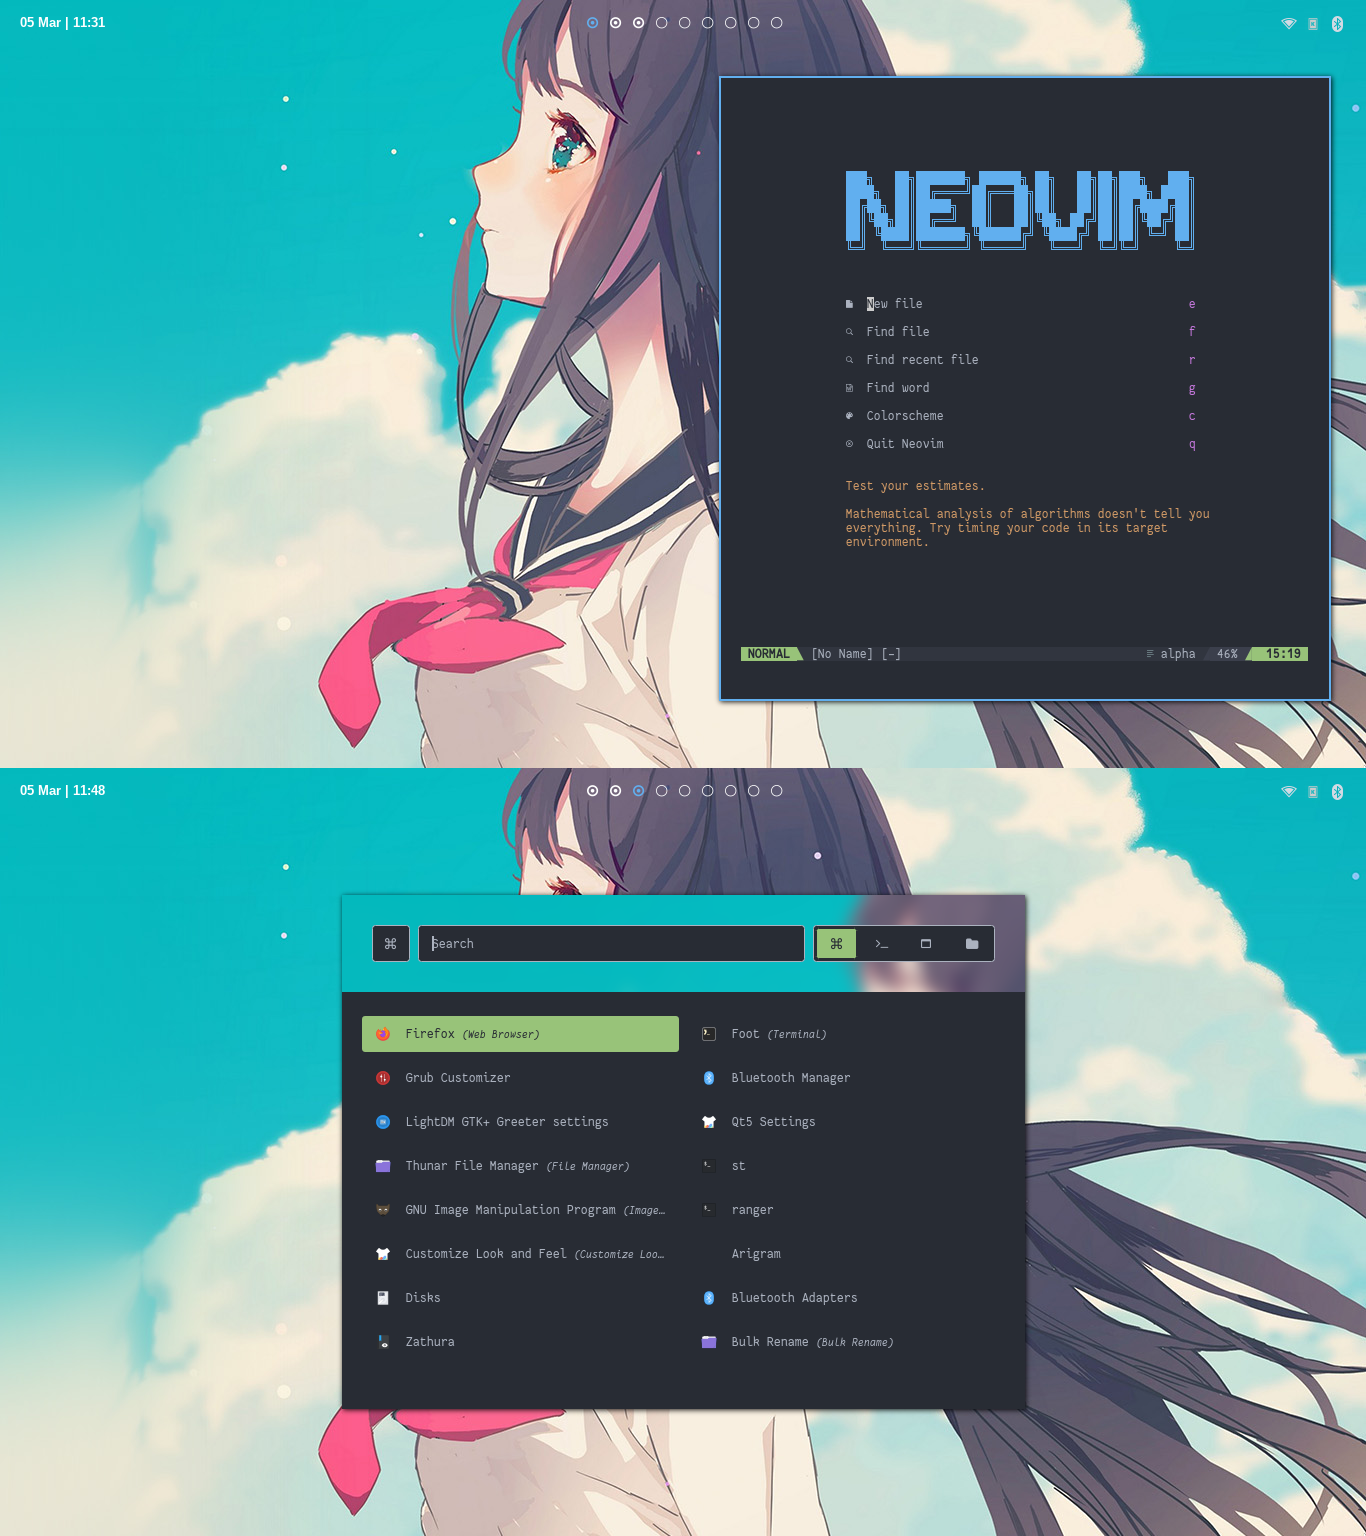 05 Mar | 11:31
NEOVIM
New file e
Find file f
Find recent file r
Find word g
Colorscheme c
Quit Neovim q
Test your estimates.
Mathematical analysis of algorithms doesn't tell you
everything. Try timing your code in its target
environment.
NORMAL [No Name] [-] alpha 46% 15:19
05 Mar | 11:48
Search
Firefox (Web Browser)
Foot (Terminal)
Grub Customizer
Bluetooth Manager
LightDM GTK+ Greeter settings
Qt5 Settings
Thunar File Manager (File Manager)
st
GNU Image Manipulation Program (Image…
ranger
Customize Look and Feel (Customize Loo…
Arigram
Disks
Bluetooth Adapters
Zathura
Bulk Rename (Bulk Rename)